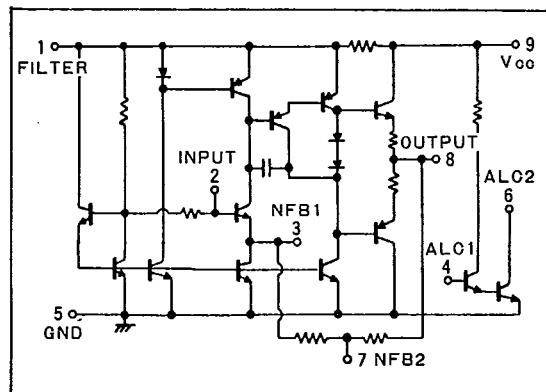 1
FILTER
9
Vcc
INPUT
2
OUTPUT
8
ALC2
6
NFB1
3
ALC1
4
5
GND
7 NFB2